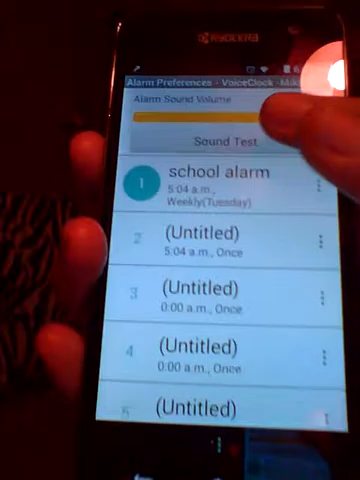 KYOCERA
Alarm Preferences - VoiceClock -
Alarm Sound Volume
Sound Test
1
school alarm
5:04 a.m.,
Weekly(Tuesday)
2
(Untitled)
5:04 a.m., Once
3
(Untitled)
0:00 a.m., Once
4
(Untitled)
0:00 a.m., Once
5
(Untitled)